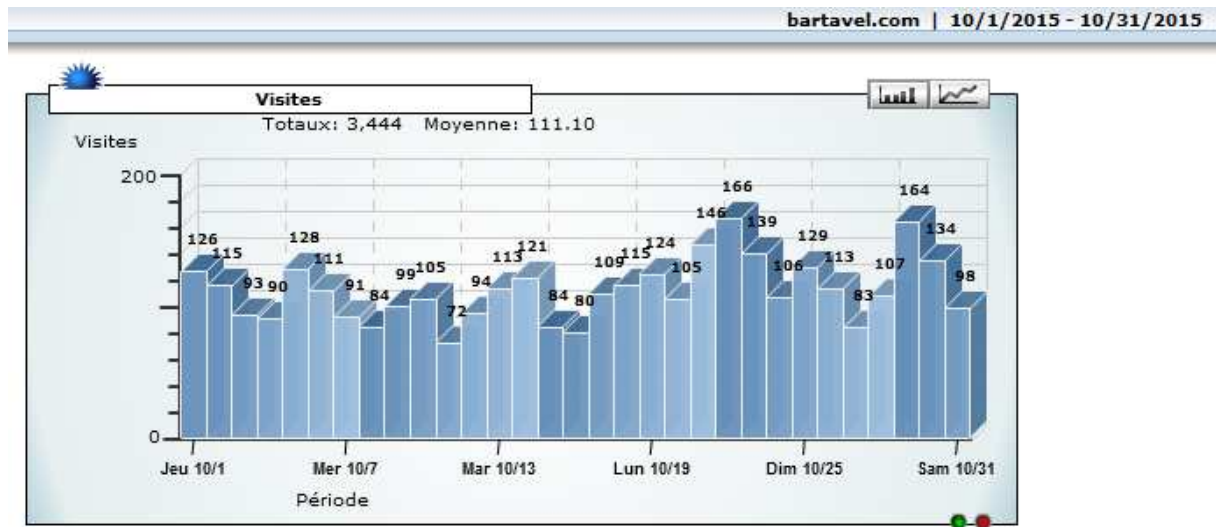 bartavel.com | 10/1/2015 - 10/31/2015
Visites
Totaux: 3,444 Moyenne: 111.10
Visites
200
126 115 93 90 128 111 91 84 99 105 72 94 113 121 84 80 109 115 124 105 146 166 139 106 129 113 83 107 164 134 98
0
Jeu 10/1 Mer 10/7 Mar 10/13 Lun 10/19 Dim 10/25 Sam 10/31
Période